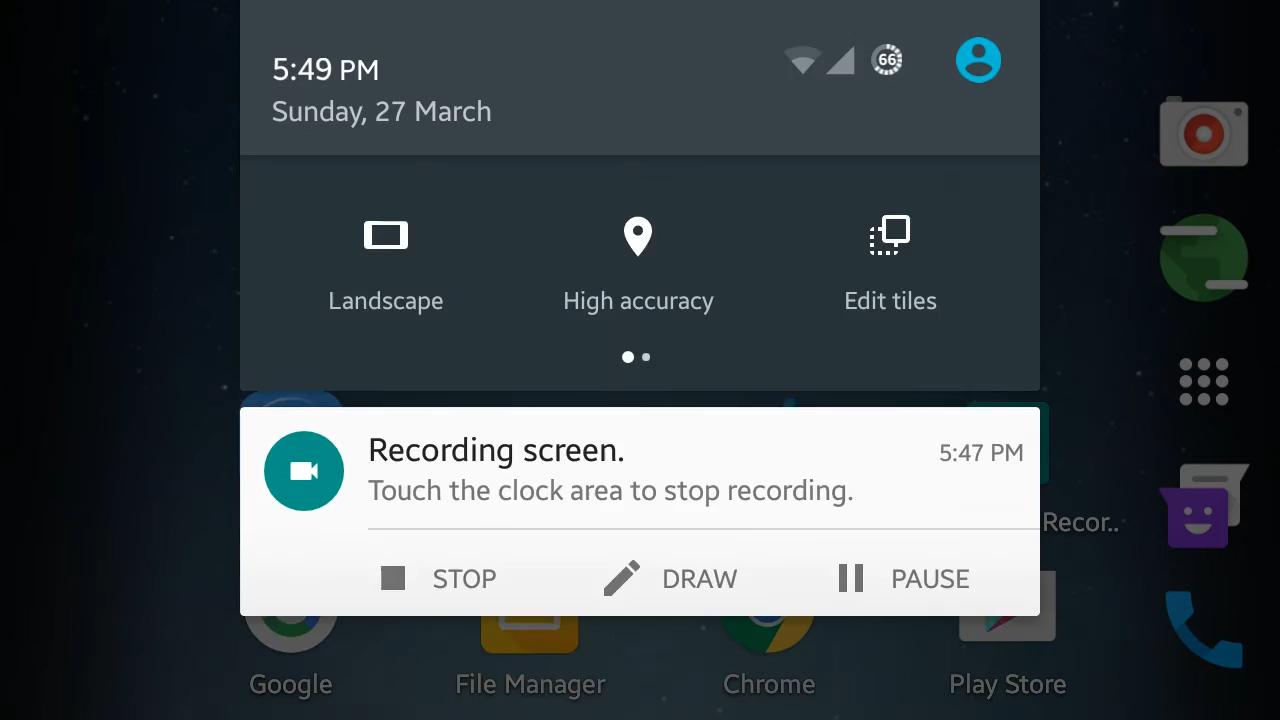 5:49 PM
66
Sunday, 27 March
Landscape
High accuracy
Edit tiles
Recording screen.
5:47 PM
Touch the clock area to stop recording.
Recor..
STOP
DRAW
PAUSE
Google
File Manager
Chrome
Play Store